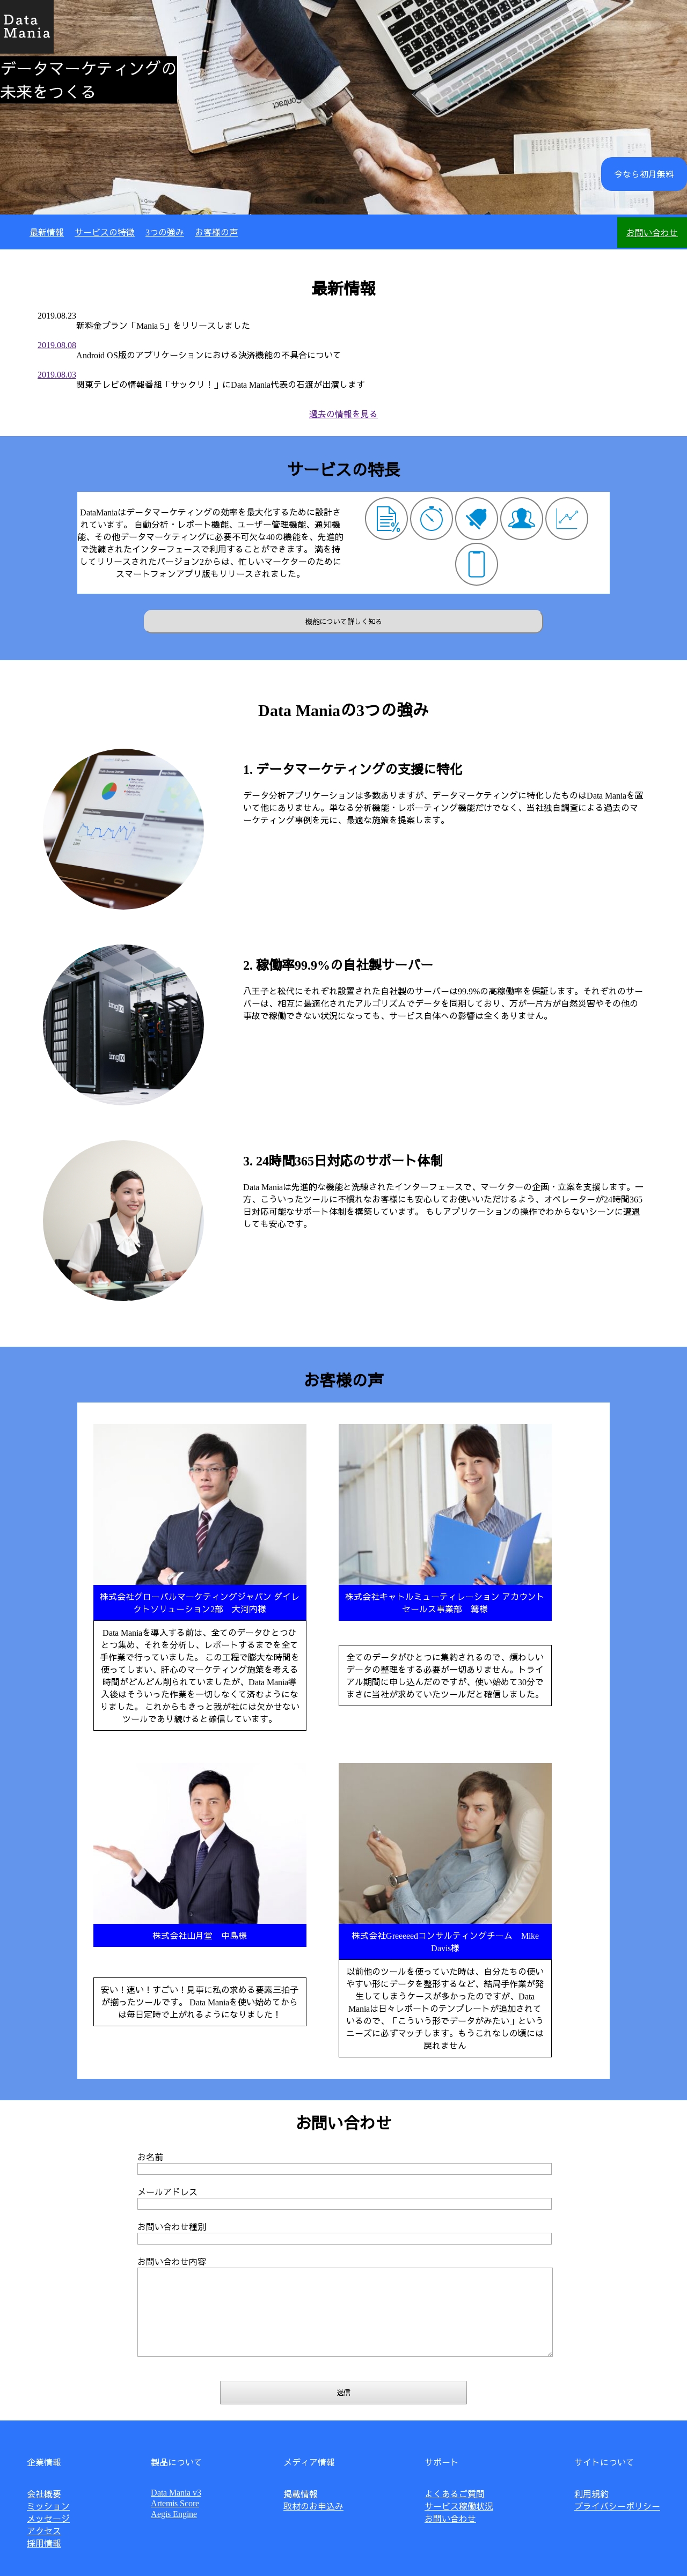 Data
Mania
データマーケティングの
未来をつくる
Contract
今なら初月無料
最新情報 サービスの特徴 3つの強み お客様の声 お問い合わせ
最新情報
2019.08.23
新料金プラン「Mania 5」をリリースしました
2019.08.08
Android OS版のアプリケーションにおける決済機能の不具合について
2019.08.03
関東テレビの情報番組「サックリ！」にData Mania代表の石渡が出演します
過去の情報を見る
サービスの特長
DataManiaはデータマーケティングの効率を最大化するために設計さ
れています。 自動分析・レポート機能、ユーザー管理機能、通知機
能、その他データマーケティングに必要不可欠な40の機能を、先進的
で洗練されたインターフェースで利用することができます。 満を持
してリリースされたバージョン2からは、忙しいマーケターのために
スマートフォンアプリ版もリリースされました。
機能について詳しく知る
Data Maniaの3つの強み
1. データマーケティングの支援に特化
データ分析アプリケーションは多数ありますが、データマーケティングに特化したものはData Maniaを置
いて他にありません。単なる分析機能・レポーティング機能だけでなく、当社独自調査による過去のマ
ーケティング事例を元に、最適な施策を提案します。
2. 稼働率99.9%の自社製サーバー
八王子と松代にそれぞれ設置された自社製のサーバーは99.9%の高稼働率を保証します。それぞれのサー
バーは、相互に最適化されたアルゴリズムでデータを同期しており、万が一片方が自然災害やその他の
事故で稼働できない状況になっても、サービス自体への影響は全くありません。
3. 24時間365日対応のサポート体制
Data Maniaは先進的な機能と洗練されたインターフェースで、マーケターの企画・立案を支援します。一
方、こういったツールに不慣れなお客様にも安心してお使いいただけるよう、オペレーターが24時間365
日対応可能なサポート体制を構築しています。 もしアプリケーションの操作でわからないシーンに遭遇
しても安心です。
お客様の声
株式会社グローバルマーケティングジャパン ダイレ
クトソリューション2部　大河内様
Data Maniaを導入する前は、全てのデータひとつひ
とつ集め、それを分析し、レポートするまでを全て
手作業で行っていました。 この工程で膨大な時間を
使ってしまい、肝心のマーケティング施策を考える
時間がどんどん削られていましたが、Data Mania導
入後はそういった作業を一切しなくて済むようにな
りました。 これからもきっと我が社には欠かせない
ツールであり続けると確信しています。
株式会社キャトルミューティレーション アカウント
セールス事業部　篝様
全てのデータがひとつに集約されるので、煩わしい
データの整理をする必要が一切ありません。トライ
アル期間に申し込んだのですが、使い始めて30分で
まさに当社が求めていたツールだと確信しました。
株式会社山月堂　中島様
安い！速い！すごい！見事に私の求める要素三拍子
が揃ったツールです。 Data Maniaを使い始めてから
は毎日定時で上がれるようになりました！
株式会社Greeeeedコンサルティングチーム　Mike
Davis様
以前他のツールを使っていた時は、自分たちの使い
やすい形にデータを整形するなど、結局手作業が発
生してしまうケースが多かったのですが、Data
Maniaは日々レポートのテンプレートが追加されて
いるので、「こういう形でデータがみたい」という
ニーズに必ずマッチします。もうこれなしの頃には
戻れません
お問い合わせ
お名前
メールアドレス
お問い合わせ種別
お問い合わせ内容
送信
企業情報
会社概要
ミッション
メッセージ
アクセス
採用情報
製品について
Data Mania v3
Artemis Score
Aegis Engine
メディア情報
掲載情報
取材のお申込み
サポート
よくあるご質問
サービス稼働状況
お問い合わせ
サイトについて
利用規約
プライバシーポリシー